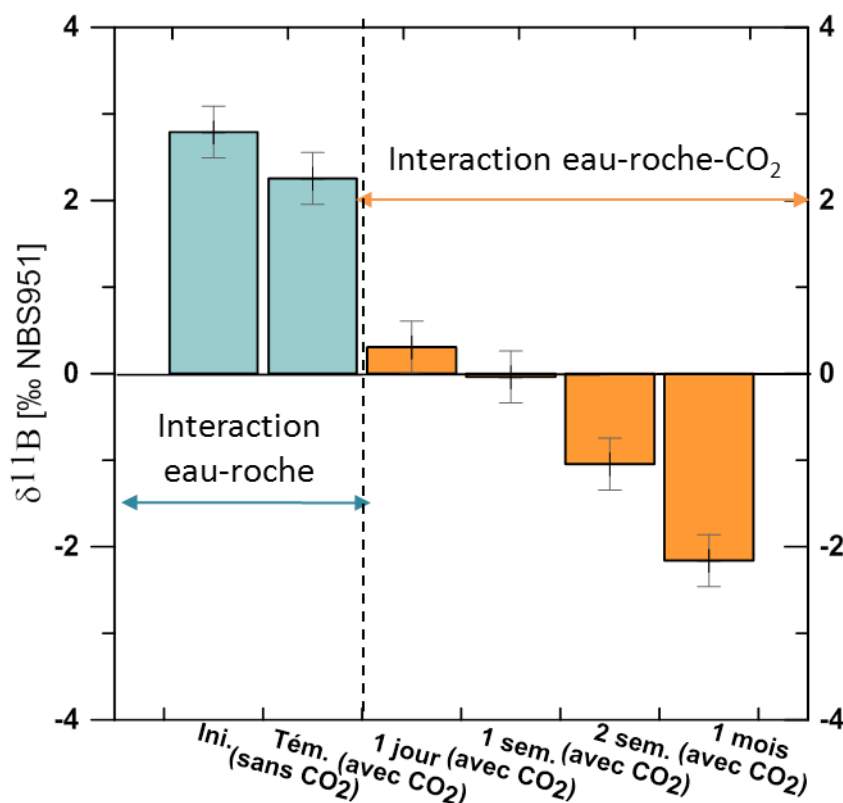 4
2
0
-2
-4
4
2
0
-2
-4
δ¹¹B [‰ NBS951]
Interaction eau-roche-CO₂
Interaction
eau-roche
Ini.
Tém.
(sans CO₂)
1 jour
(avec CO₂)
1 sem.
(avec CO₂)
2 sem.
(avec CO₂)
1 mois
(avec CO₂)